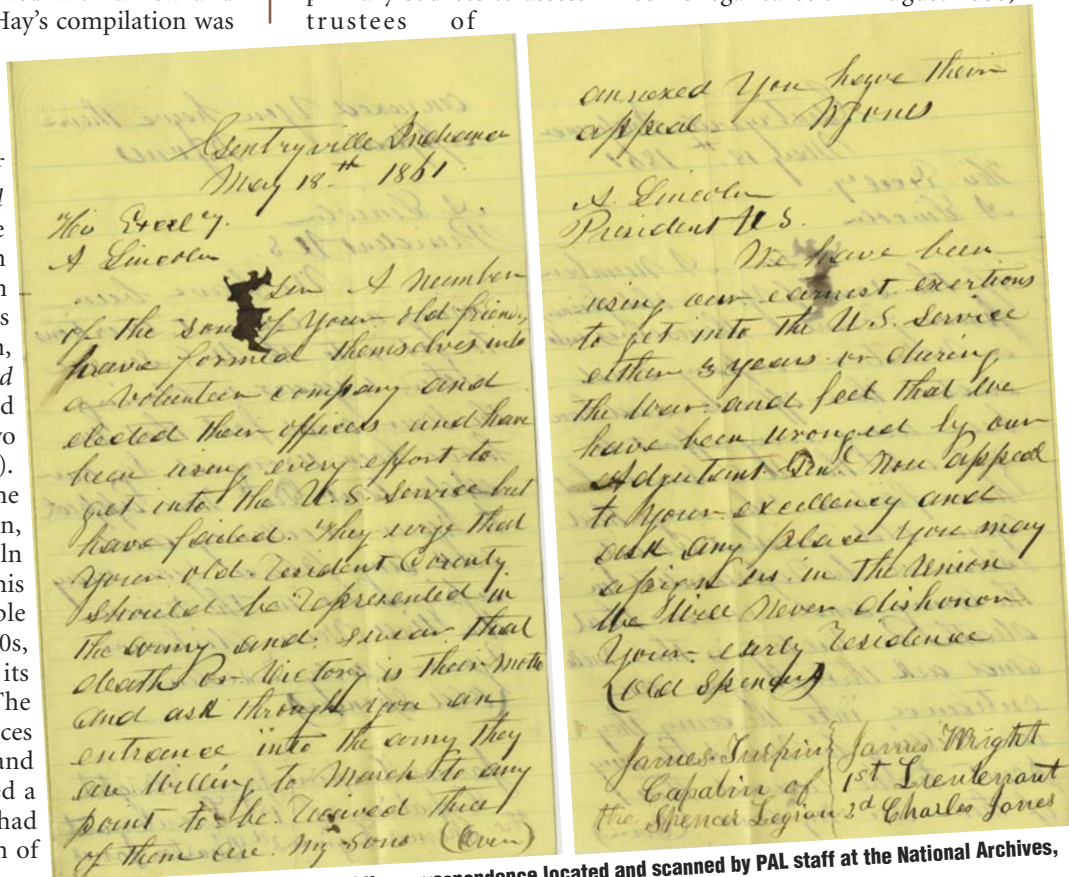 Hay's compilation was
trustees of
Gentryville Indiana
May 18.th 1861.
His Excel'y.
A Lincoln
Sir A number
of the sons of your old friends
have formed themselves into
a volunteer company and
elected their officers and have
been using every effort to
get into the U.S. Service but
have failed. They urge that
your old resident County
should be represented in
the army and swear that
death or Victory is their motto
and ask through you an
entrance into the army they
are willing to March to any
point to be received three
of them are my sons (Over)
annexed you have their
appeal W Jones
A. Lincoln
President U S.
We have been
using our earnest exertions
to get into the U.S. Service
either 3 years or during
the War and feel that we
have been wronged by our
Adjutant Genl. Now appeal
to your excellency and
ask any place you may
assign us in the Union
We Will Never dishonor
Your early residence
(Old Spencer)
James Turpin
Capatin of
the Spencer Legion
James Wright
1st Lieutenant
2d Charles Jones
correspondence located and scanned by PAL staff at the National Archives,